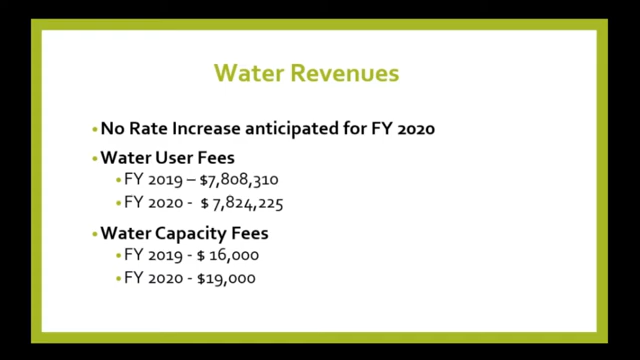 Water Revenues
•No Rate Increase anticipated for FY 2020
•Water User Fees
•FY 2019 – $7,808,310
•FY 2020 - $ 7,824,225
•Water Capacity Fees
•FY 2019 - $ 16,000
•FY 2020 - $19,000